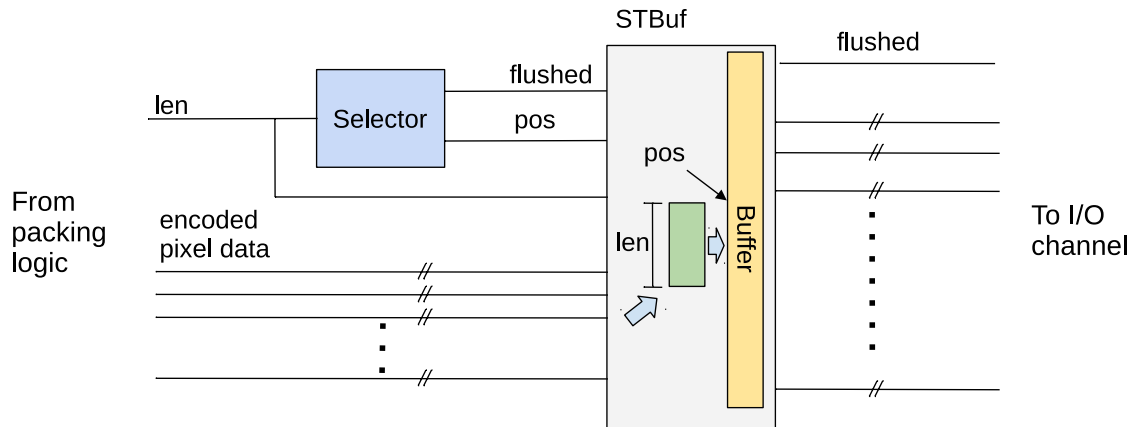 STBuf
flushed
flushed
len
Selector
pos
pos
From
packing
logic
encoded
pixel data
len
Buffer
To I/O
channel